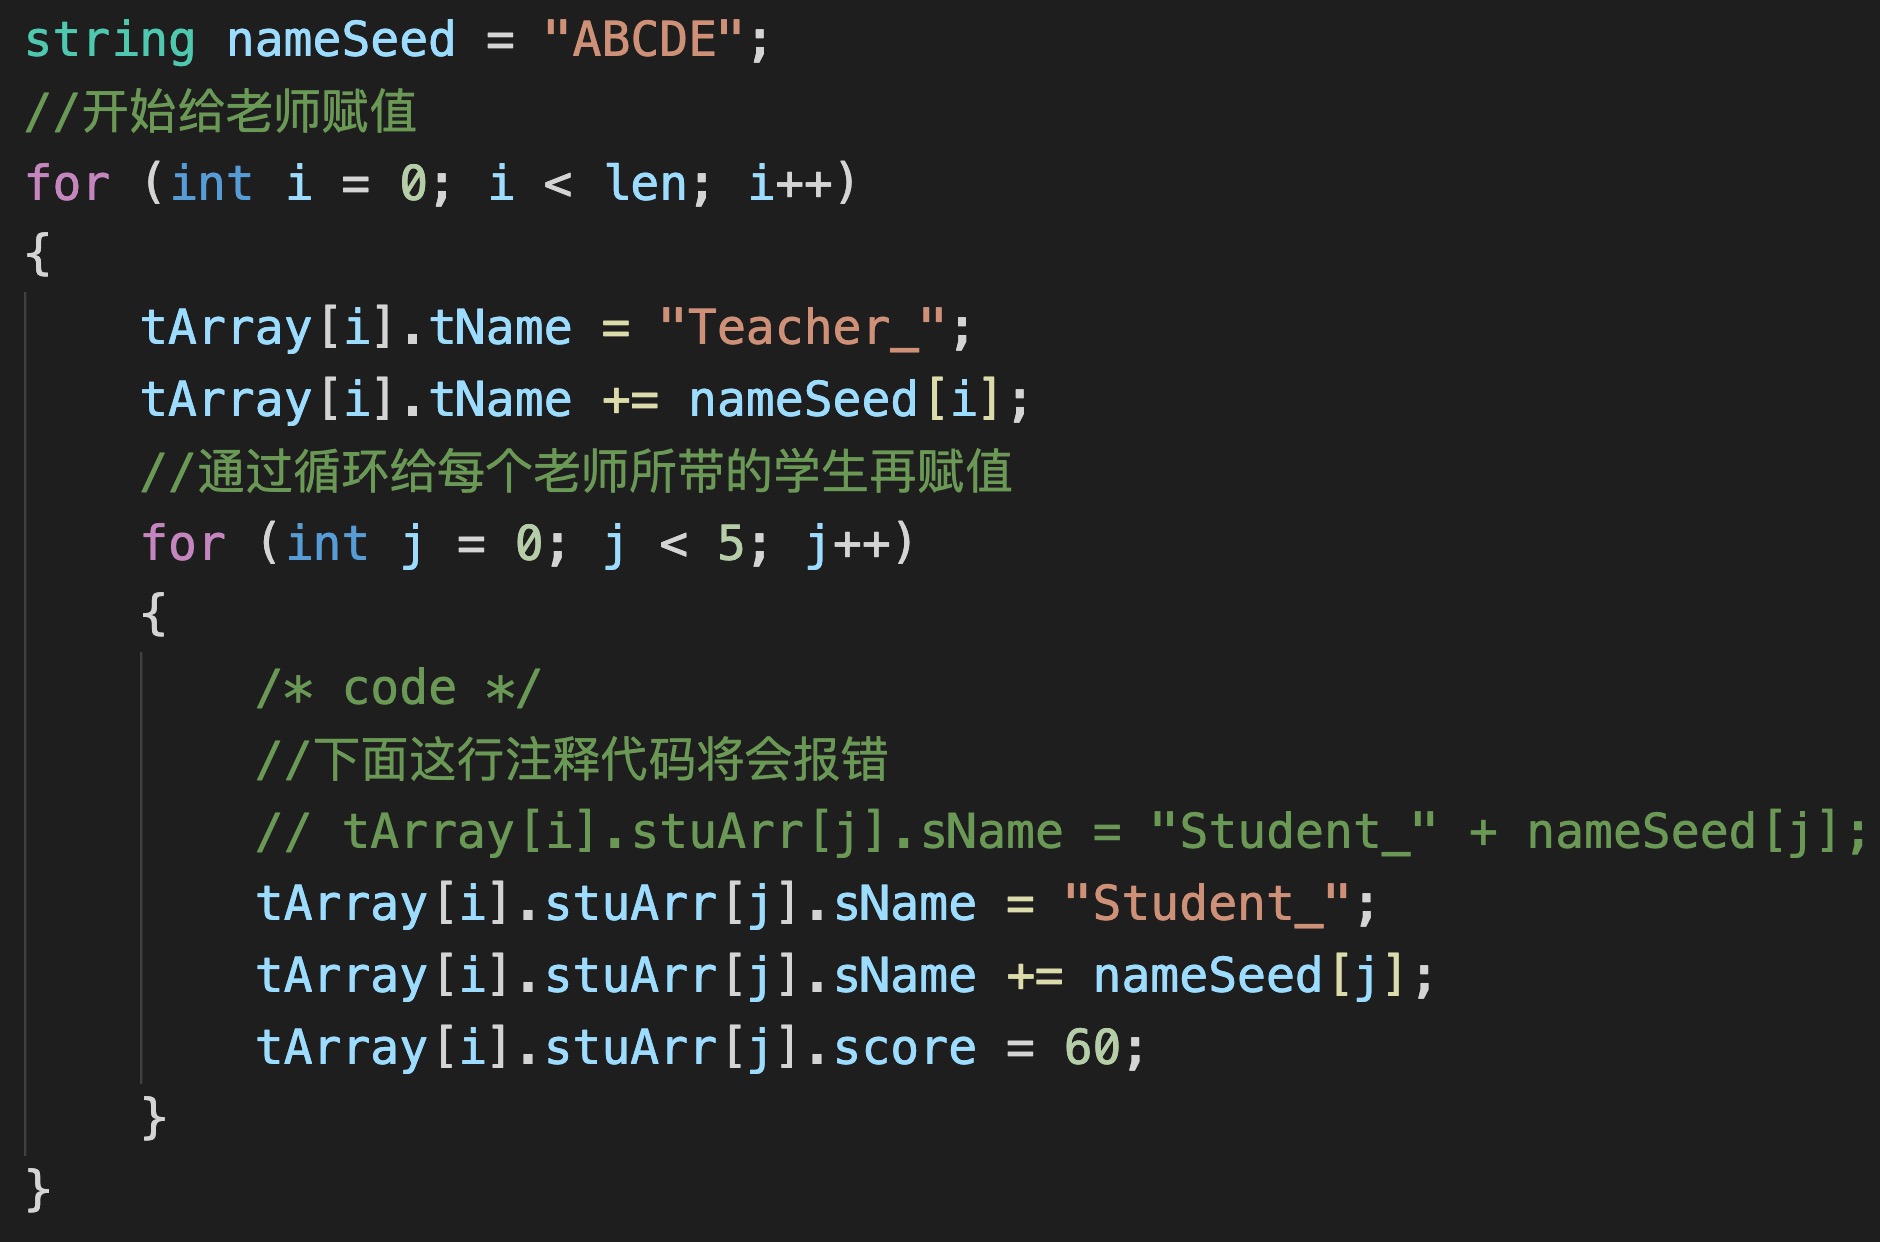 string nameSeed = "ABCDE";
//开始给老师赋值
for (int i = 0; i < len; i++)
{
    tArray[i].tName = "Teacher_";
    tArray[i].tName += nameSeed[i];
    //通过循环给每个老师所带的学生再赋值
    for (int j = 0; j < 5; j++)
    {
        /* code */
        //下面这行注释代码将会报错
        // tArray[i].stuArr[j].sName = "Student_" + nameSeed[j];
        tArray[i].stuArr[j].sName = "Student_";
        tArray[i].stuArr[j].sName += nameSeed[j];
        tArray[i].stuArr[j].score = 60;
    }
}